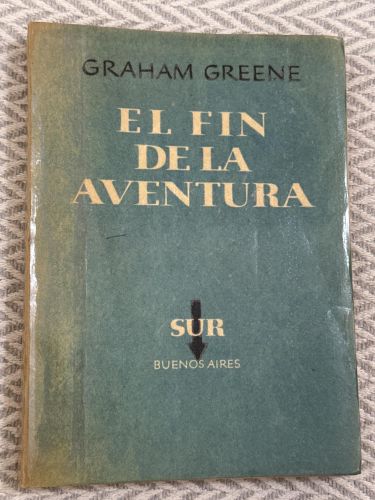 GRAHAM GREENE
EL FIN
DE LA
AVENTURA
SUR
BUENOS AIRES